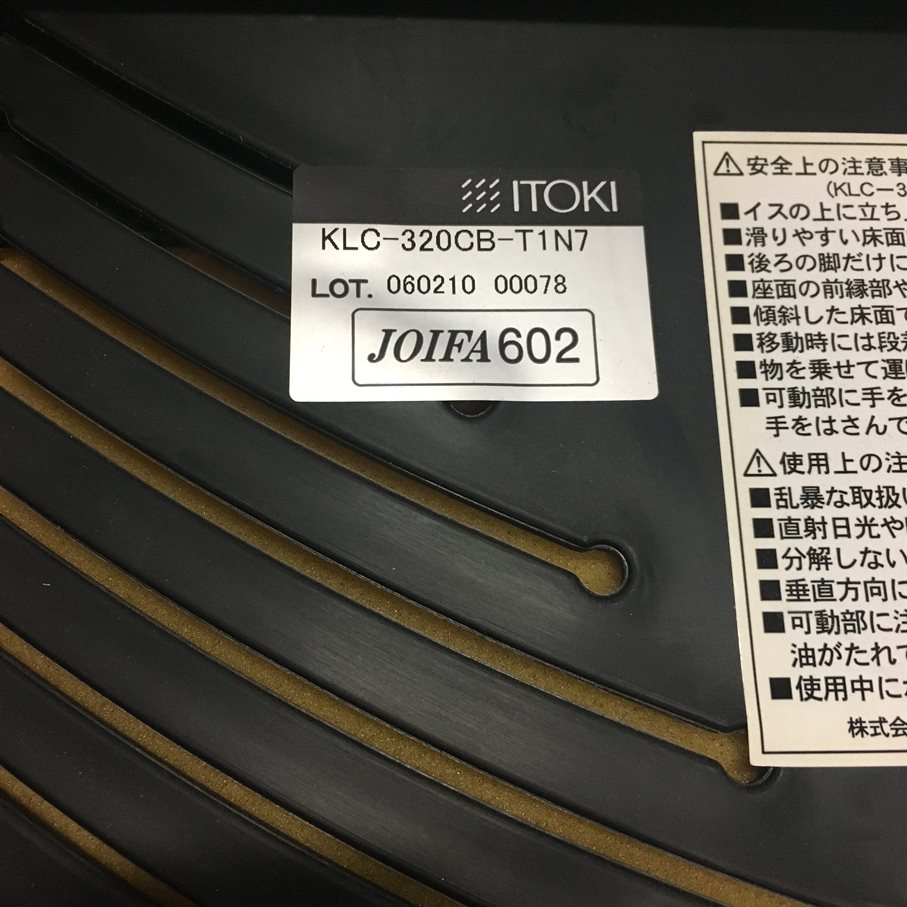 ITOKI
KLC-320CB-T1N7
LOT. 060210 00078
JOIFA 602
⚠安全上の注意事
(KLC-3
■イスの上に立ち上
■滑りやすい床面
■後ろの脚だけに
■座面の前縁部や
■傾斜した床面で
■移動時には段差
■物を乗せて運
■可動部に手を
手をはさんで
⚠使用上の注
■乱暴な取扱い
■直射日光や
■分解しない
■垂直方向に
■可動部に注
油がたれて
■使用中に
株式会